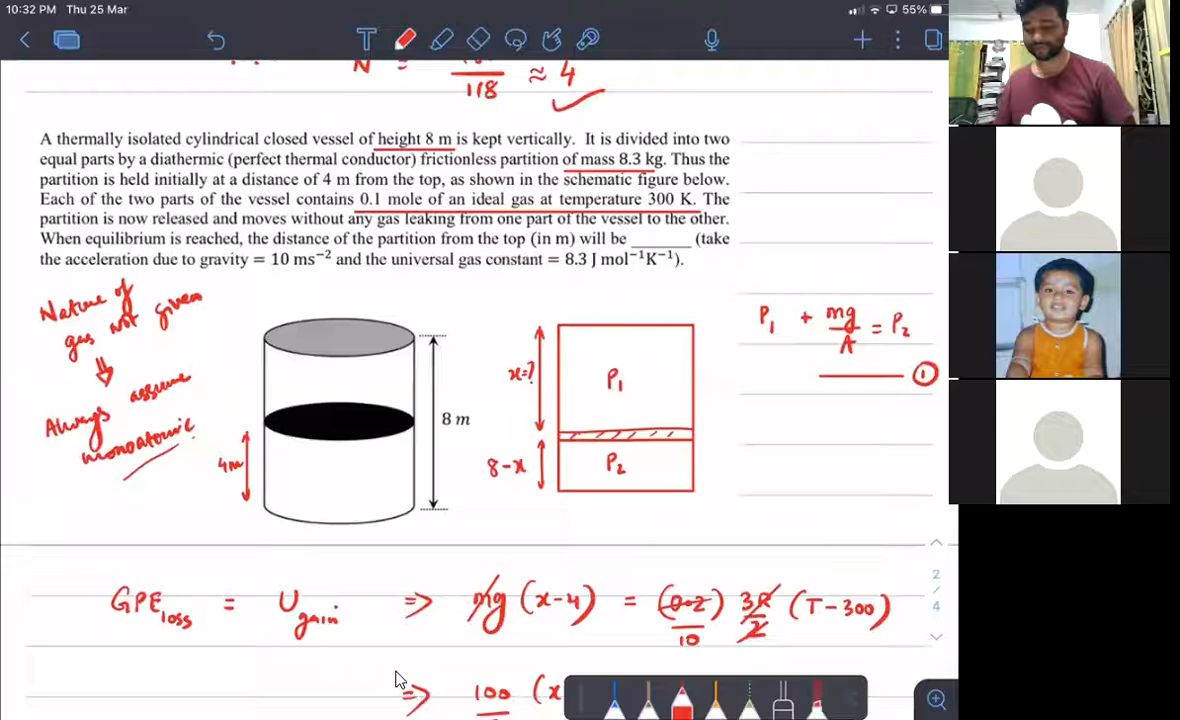 10:32 PM Thu 25 Mar
55%
T
N = 118 ≈ 4
A thermally isolated cylindrical closed vessel of height 8 m is kept vertically. It is divided into two
equal parts by a diathermic (perfect thermal conductor) frictionless partition of mass 8.3 kg. Thus the
partition is held initially at a distance of 4 m from the top, as shown in the schematic figure below.
Each of the two parts of the vessel contains 0.1 mole of an ideal gas at temperature 300 K. The
partition is now released and moves without any gas leaking from one part of the vessel to the other.
When equilibrium is reached, the distance of the partition from the top (in m) will be ______ (take
the acceleration due to gravity = 10 ms⁻² and the universal gas constant = 8.3 J mol⁻¹K⁻¹).
Nature of
gas not given
⇓
Always assume
monoatomic
4m
8 m
x=?
P₁
8-x
P₂
P₁ + mg/A = P₂
①
2
/
4
GPE loss = U gain ⇒ mg (x-4) = (0.2)/10 3R/2 (T-300)
⇒ 100 (x